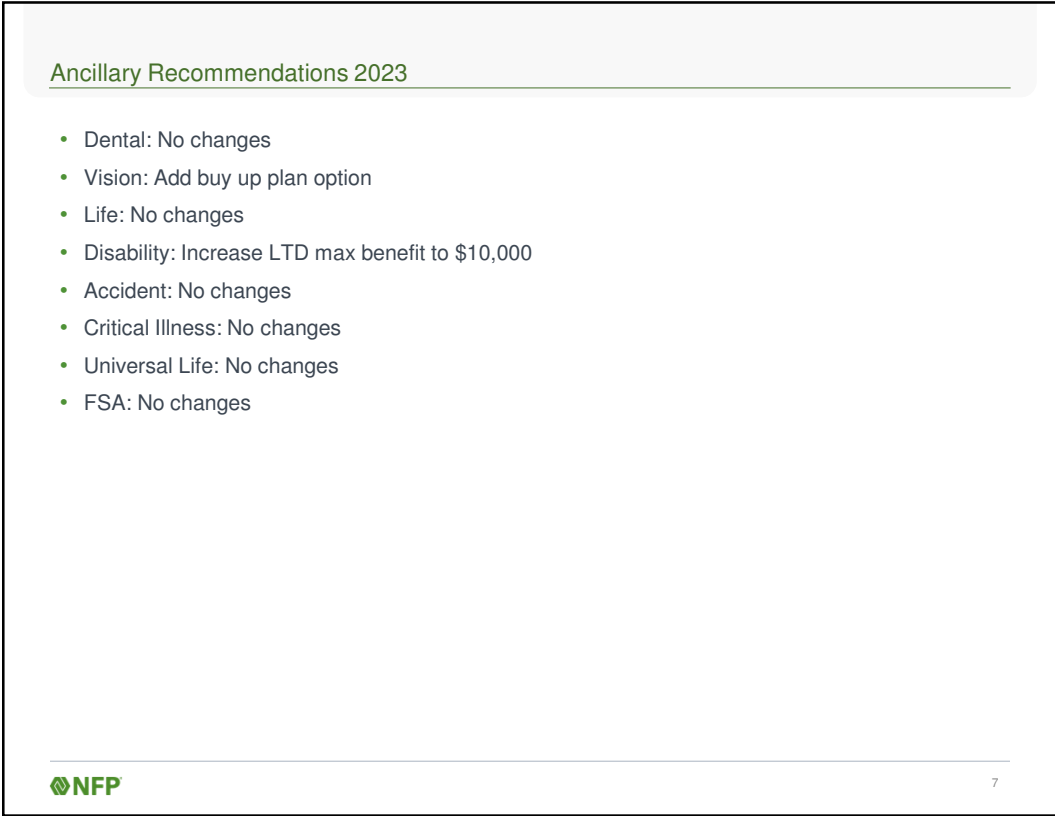 Ancillary Recommendations 2023
• Dental: No changes
• Vision: Add buy up plan option
• Life: No changes
• Disability: Increase LTD max benefit to $10,000
• Accident: No changes
• Critical Illness: No changes
• Universal Life: No changes
• FSA: No changes
NFP
7